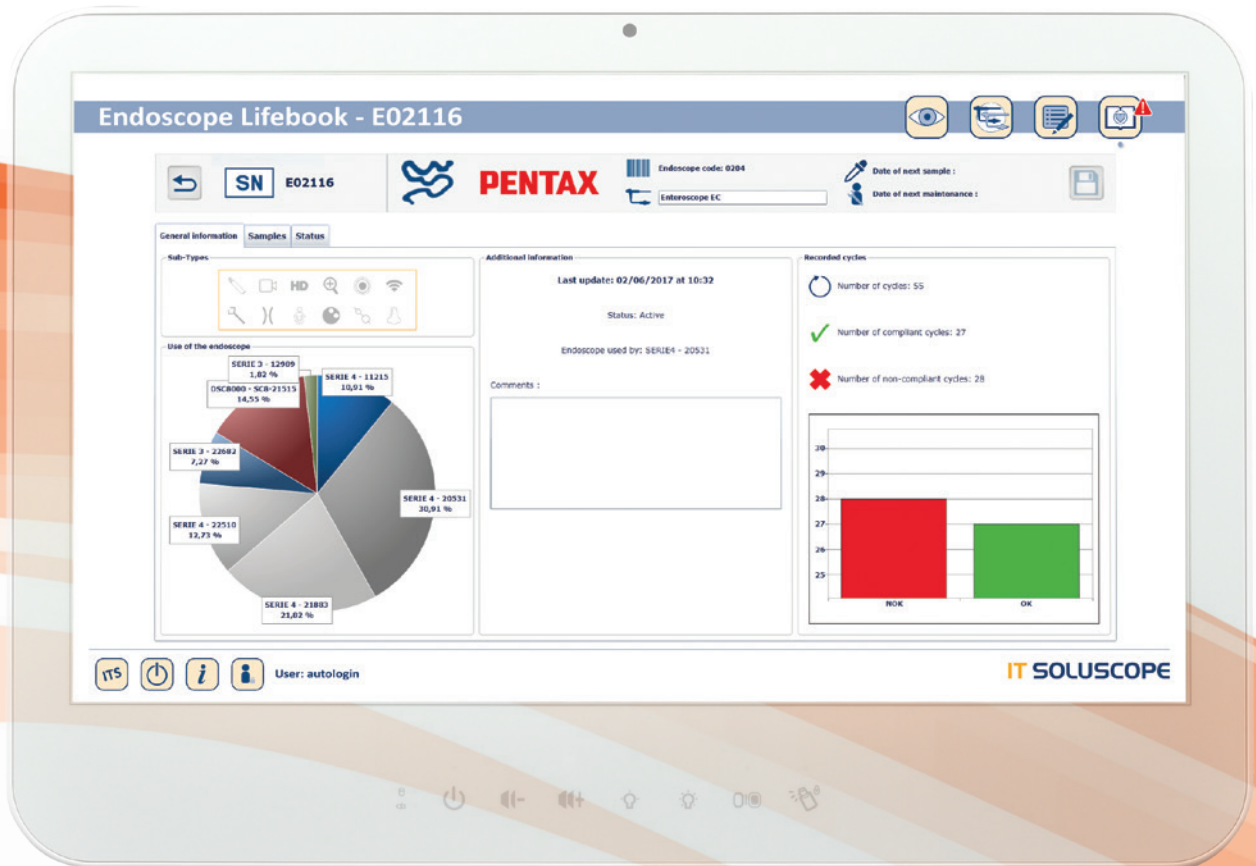 Endoscope Lifebook - E02116
SN E02116
PENTAX
Endoscope code: 0204
Enteroscope EC
Date of next sample :
Date of next maintenance :
General information Samples Status
Sub-Types
HD
Use of the endoscope
SERIE 3 - 12909
1,82 %
SERIE 4 - 11215
10,91 %
DSC8000 - SC8-21515
14,55 %
SERIE 3 - 22682
7,27 %
SERIE 4 - 20531
30,91 %
SERIE 4 - 22510
12,73 %
SERIE 4 - 21883
21,82 %
Additional information
Last update: 02/06/2017 at 10:32
Status: Active
Endoscope used by: SERIE4 - 20531
Comments :
Recorded cycles
Number of cycles: 55
Number of compliant cycles: 27
Number of non-compliant cycles: 28
30
29
28
27
26
25
NOK OK
ITS
i
User: autologin
IT SOLUSCOPE